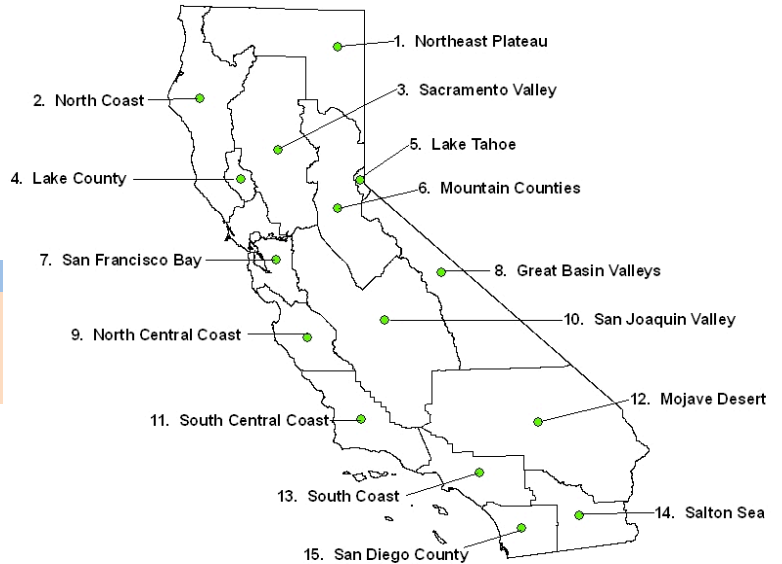 1. Northeast Plateau
2. North Coast
3. Sacramento Valley
4. Lake County
5. Lake Tahoe
6. Mountain Counties
7. San Francisco Bay
8. Great Basin Valleys
9. North Central Coast
10. San Joaquin Valley
11. South Central Coast
12. Mojave Desert
13. South Coast
14. Salton Sea
15. San Diego County